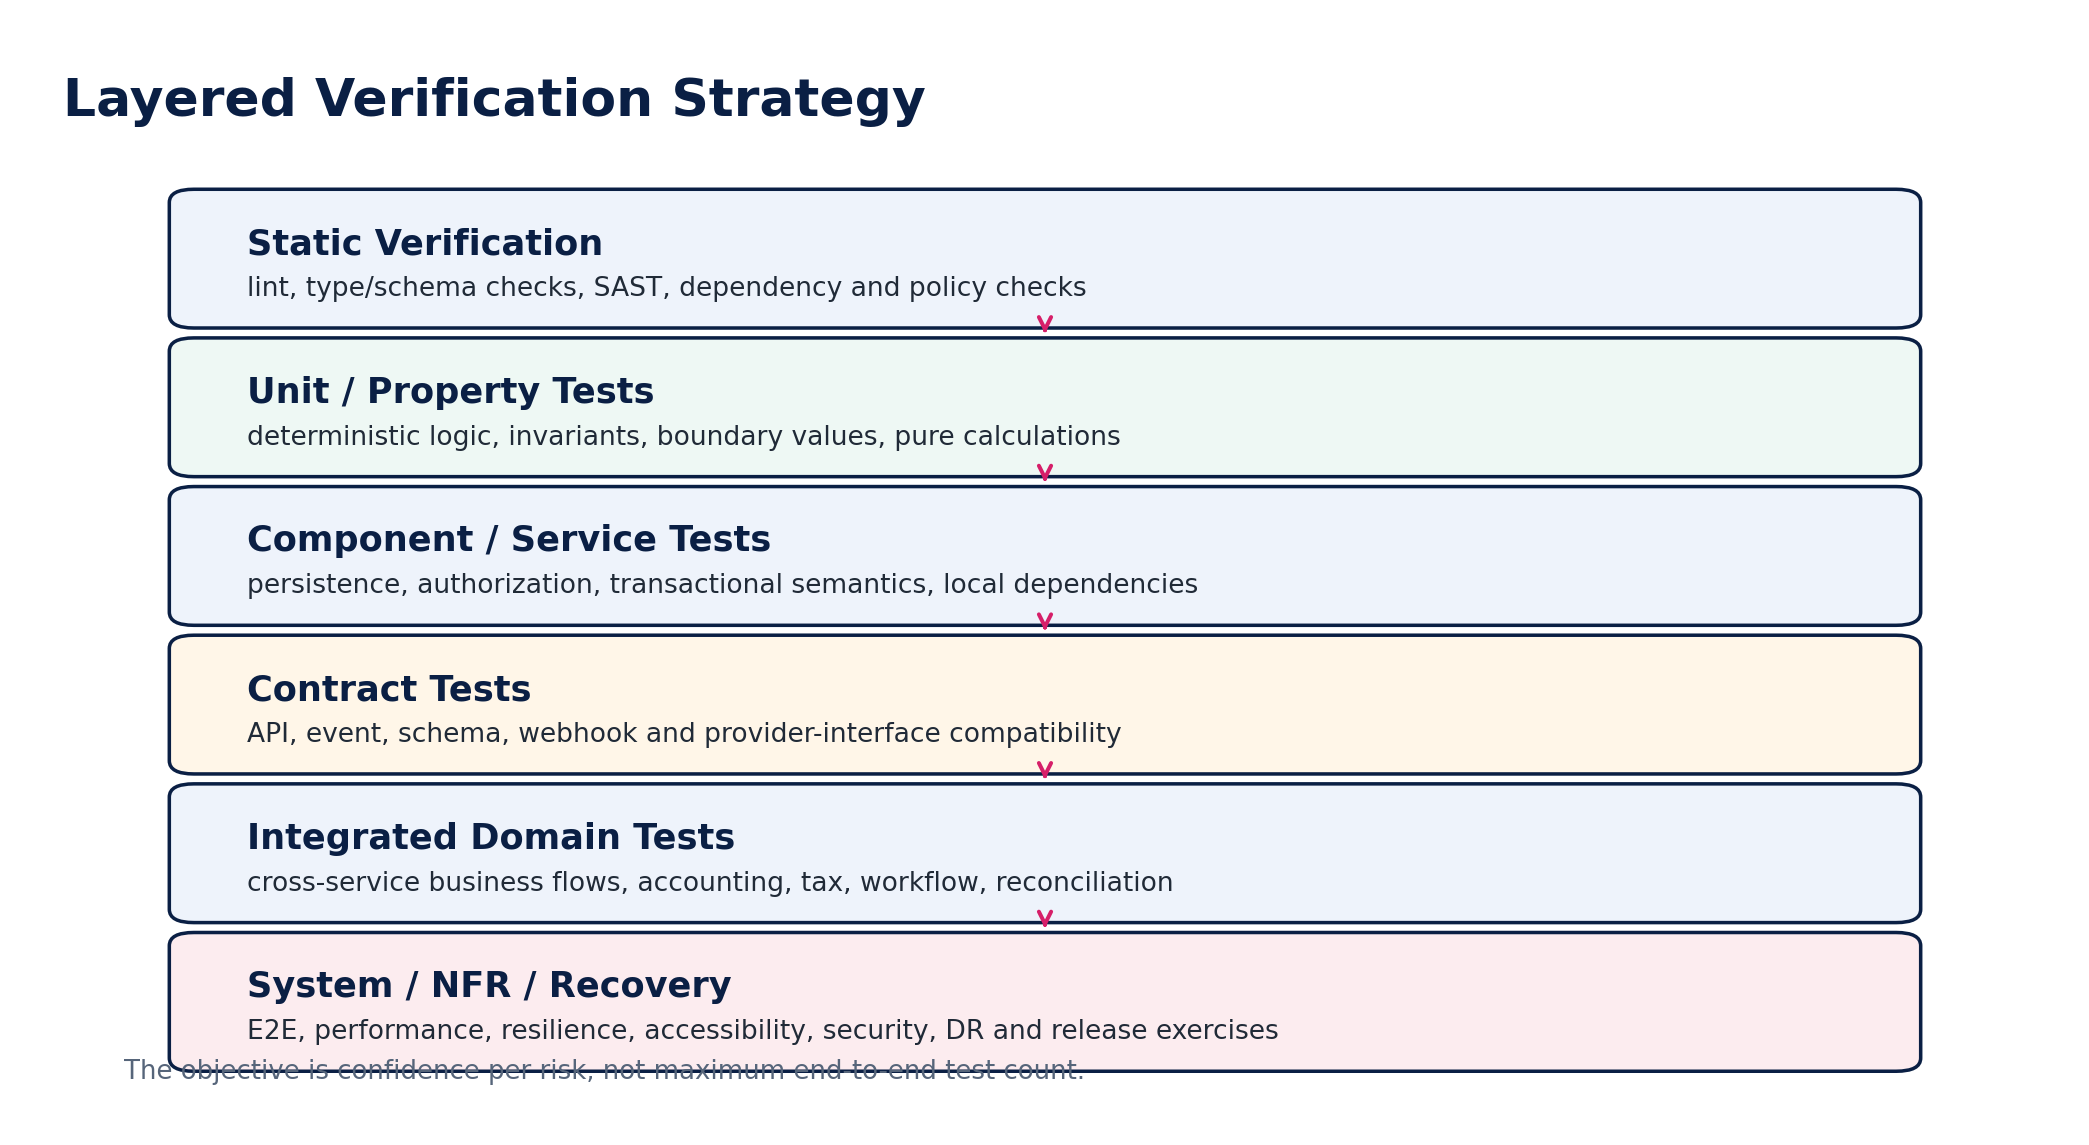 Layered Verification Strategy
Static Verification
lint, type/schema checks, SAST, dependency and policy checks
Unit / Property Tests
deterministic logic, invariants, boundary values, pure calculations
Component / Service Tests
persistence, authorization, transactional semantics, local dependencies
Contract Tests
API, event, schema, webhook and provider-interface compatibility
Integrated Domain Tests
cross-service business flows, accounting, tax, workflow, reconciliation
System / NFR / Recovery
E2E, performance, resilience, accessibility, security, DR and release exercises
The objective is confidence per risk, not maximum end-to-end test count.